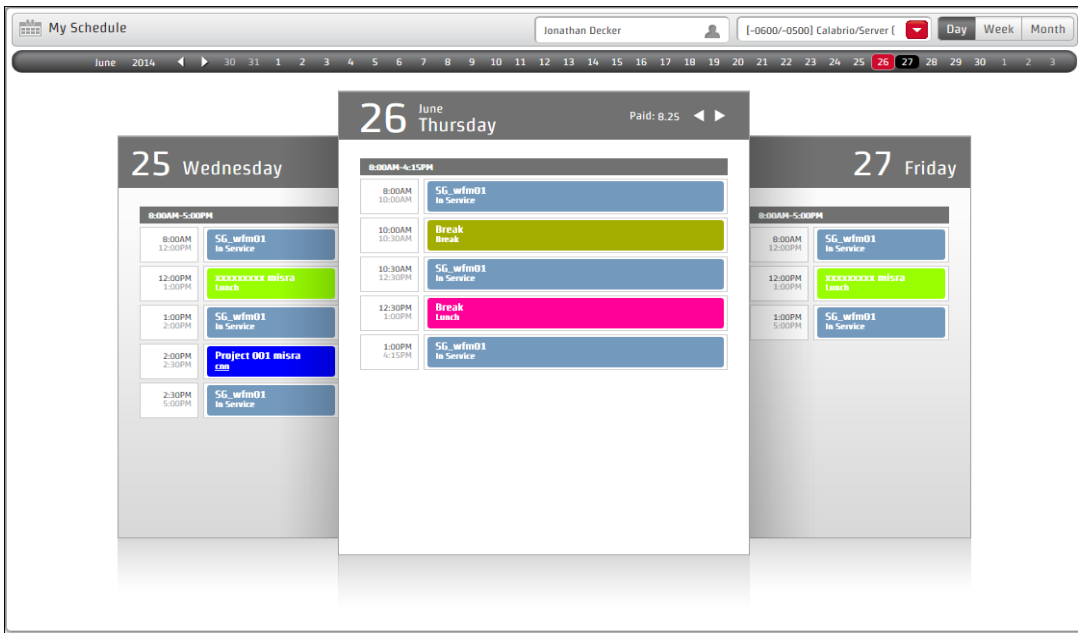 My Schedule
Jonathan Decker
[-0600/-0500] Calabrio/Server (
Day Week Month
June 2014 30 31 1 2 3 4 5 6 7 8 9 10 11 12 13 14 15 16 17 18 19 20 21 22 23 24 25 26 27 28 29 30 1 2 3
25 Wednesday
8:00AM-5:00PM
8:00AM
12:00PM
SG_wfm01
In Service
12:00PM
1:00PM
xxxxxxxxx misra
Lunch
1:00PM
2:00PM
SG_wfm01
In Service
2:00PM
2:30PM
Project 001 misra
cnn
2:30PM
5:00PM
SG_wfm01
In Service
26 June
Thursday
Paid: 8.25
8:00AM-4:15PM
8:00AM
10:00AM
SG_wfm01
In Service
10:00AM
10:30AM
Break
Break
10:30AM
12:30PM
SG_wfm01
In Service
12:30PM
1:00PM
Break
Lunch
1:00PM
4:15PM
SG_wfm01
In Service
27 Friday
8:00AM-5:00PM
8:00AM
12:00PM
SG_wfm01
In Service
12:00PM
1:00PM
xxxxxxxxx misra
Lunch
1:00PM
5:00PM
SG_wfm01
In Service